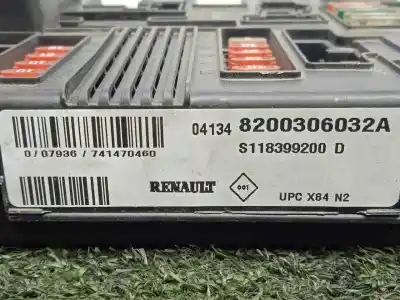 04134 8200306032A
S118399200 D
0/07936/741470460
RENAULT 001 UPC X84 N2